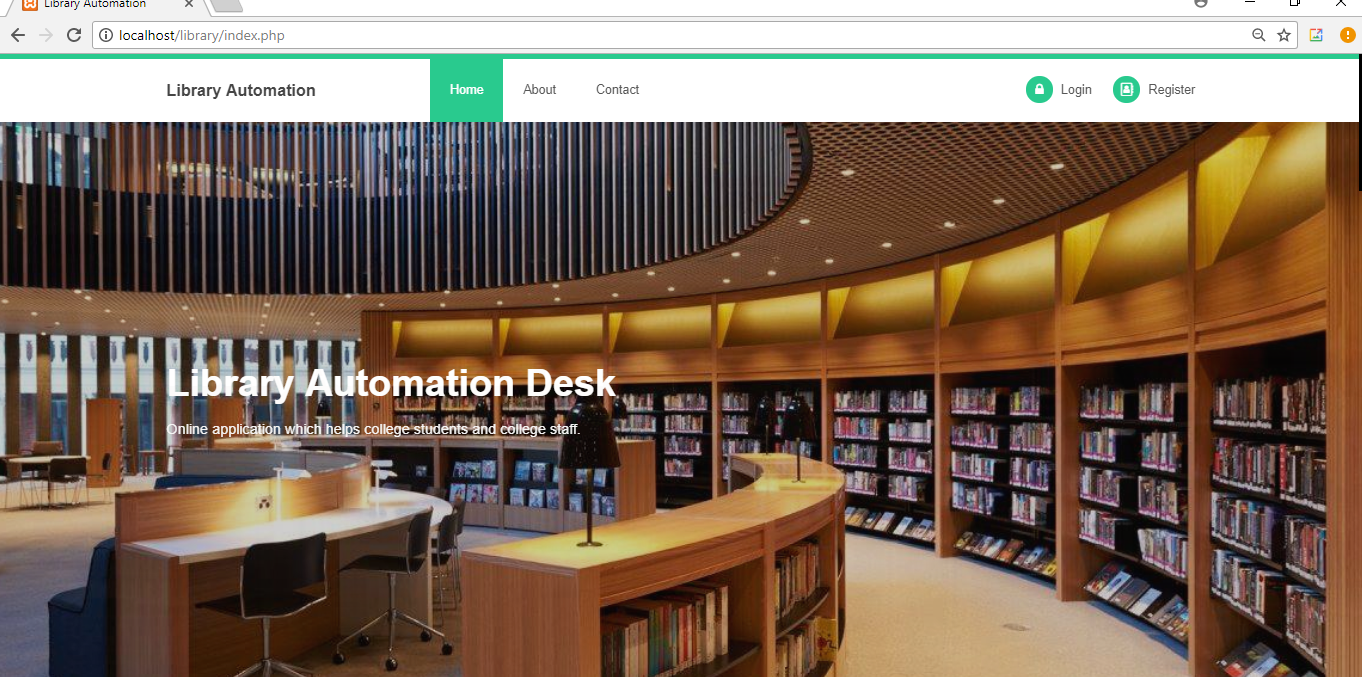 Library Automation
localhost/library/index.php
Library Automation
Home
About
Contact
Login
Register
Library Automation Desk
Online application which helps college students and college staff.